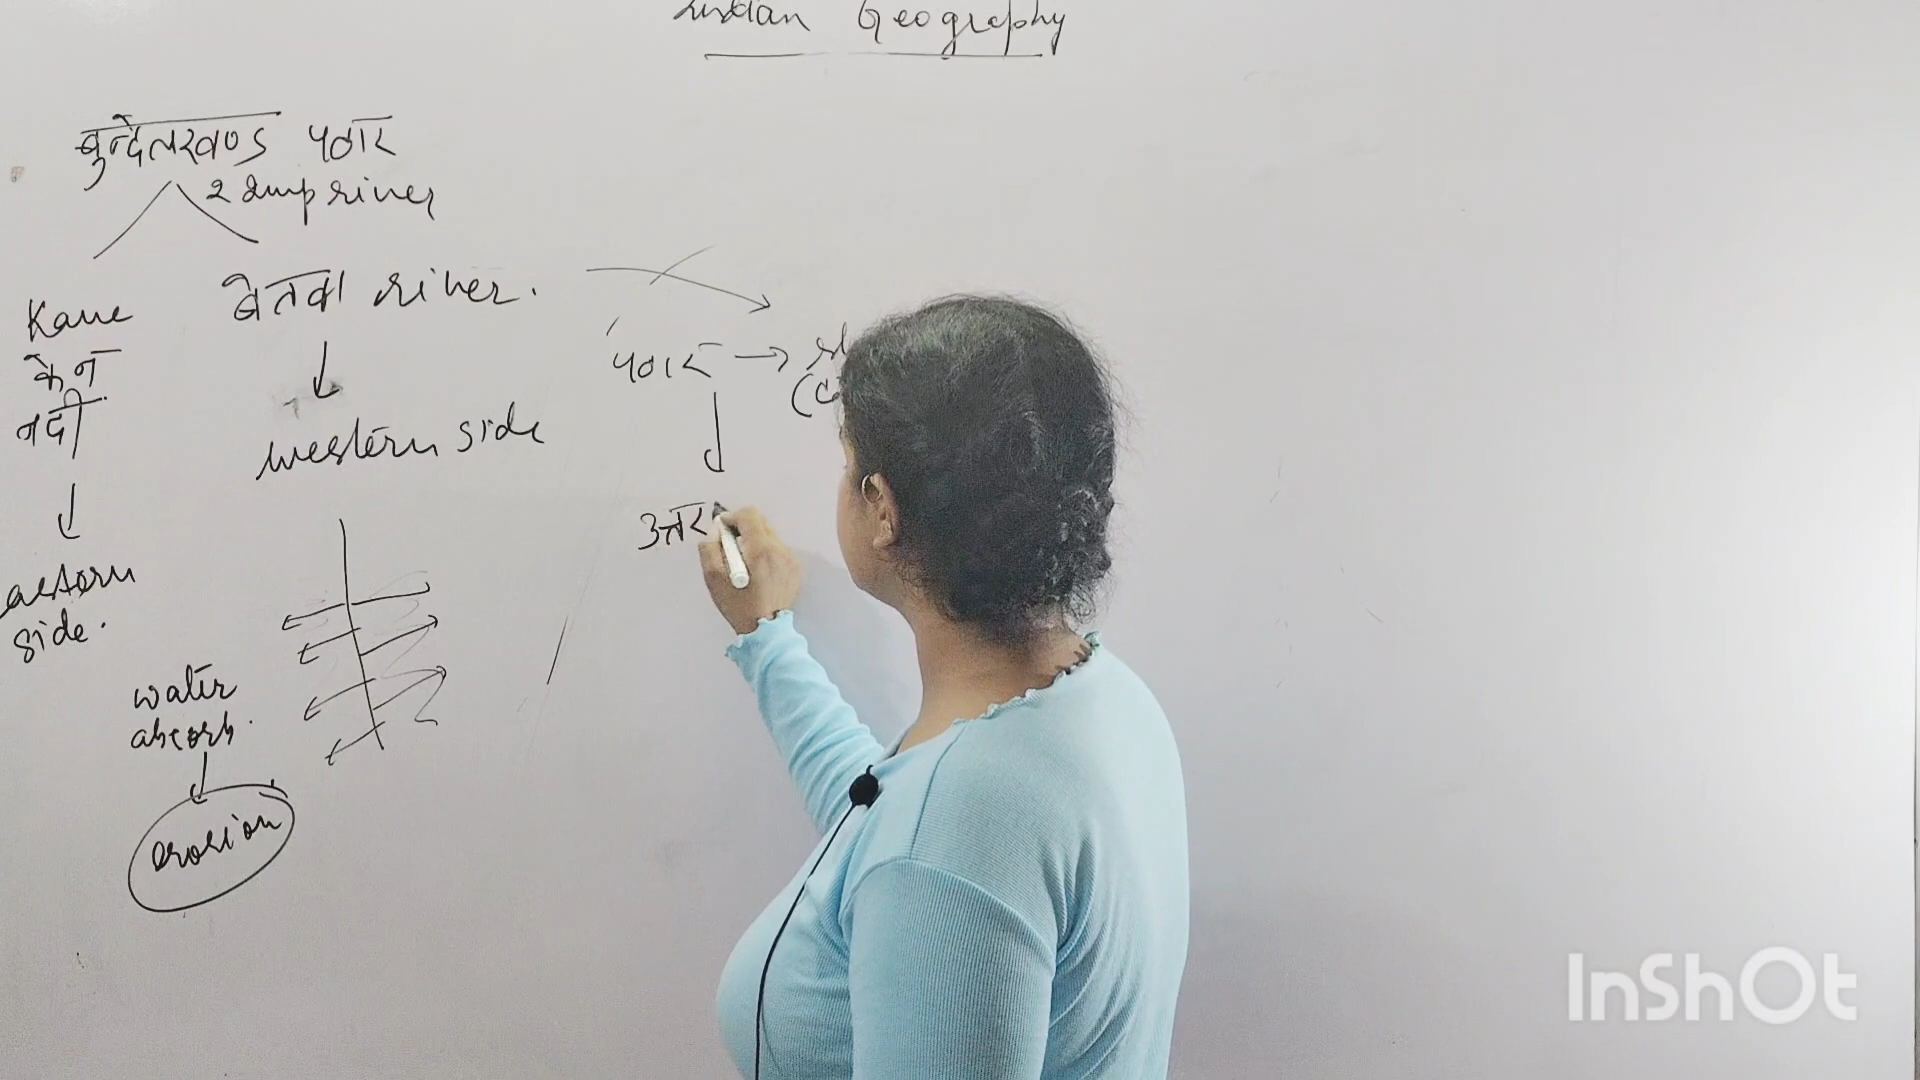 Indian Geography
बुन्देलखण्ड पठार
2 Imp river
Kane
केन
नदी
बेतवा river.
western side
side.
water
absorb.
erosion
पठार →
उत्तर
InShOt